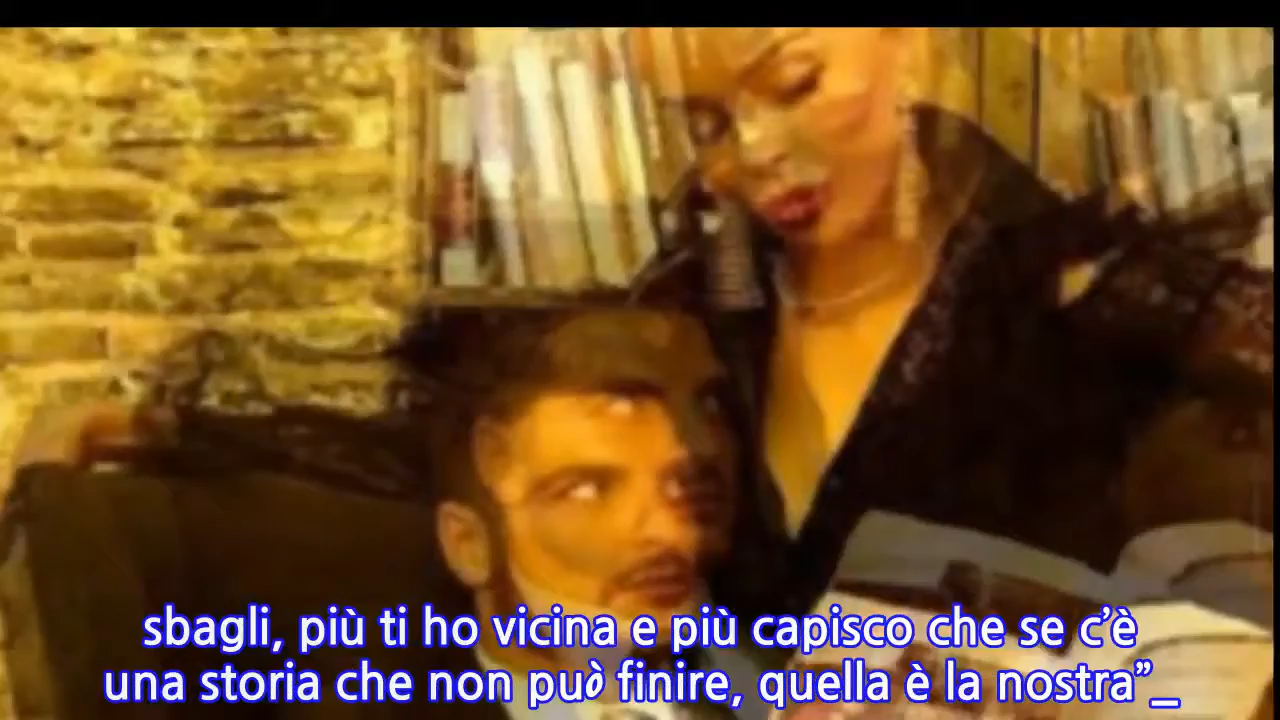 sbagli, più ti ho vicina e più capisco che se c’è
una storia che non può finire, quella è la nostra”_